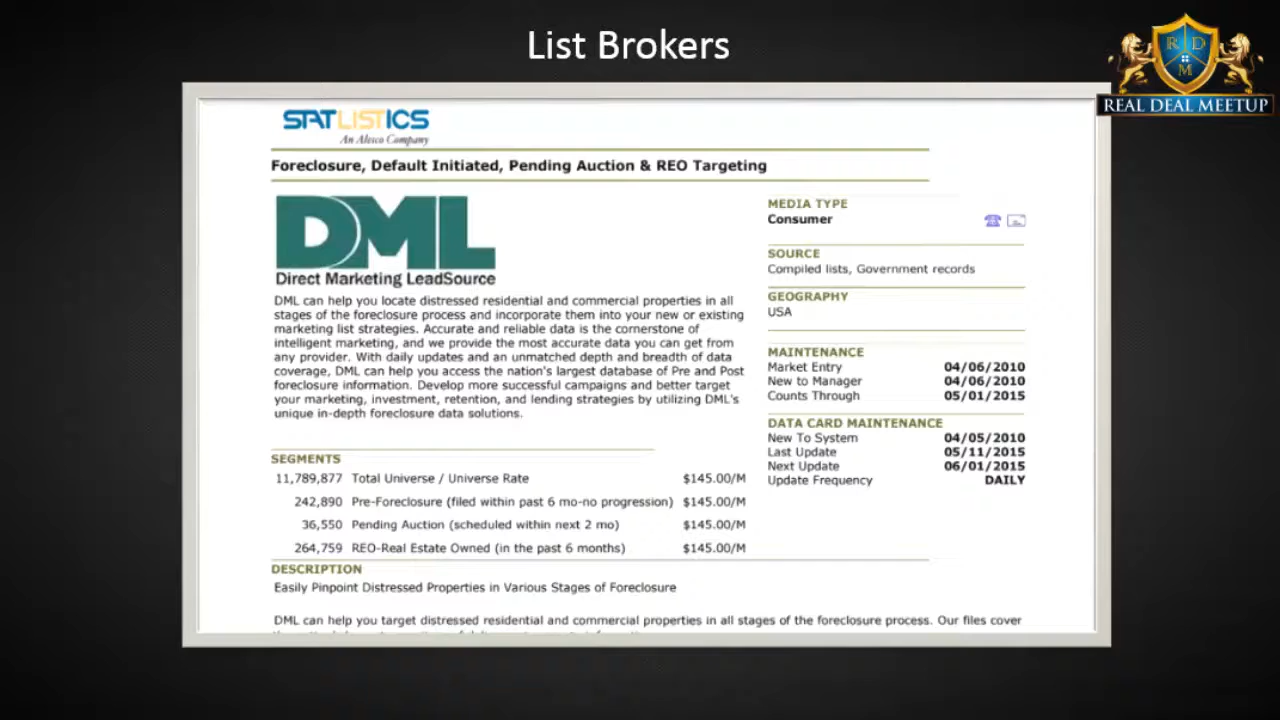 List Brokers
R D
M
REAL DEAL MEETUP
SRTLISTICS
An Alesco Company
Foreclosure, Default Initiated, Pending Auction & REO Targeting
DML
Direct Marketing LeadSource
DML can help you locate distressed residential and commercial properties in all
stages of the foreclosure process and incorporate them into your new or existing
marketing list strategies. Accurate and reliable data is the cornerstone of
intelligent marketing, and we provide the most accurate data you can get from
any provider. With daily updates and an unmatched depth and breadth of data
coverage, DML can help you access the nation's largest database of Pre and Post
foreclosure information. Develop more successful campaigns and better target
your marketing, investment, retention, and lending strategies by utilizing DML's
unique in-depth foreclosure data solutions.
SEGMENTS
11,789,877 Total Universe / Universe Rate $145.00/M
242,890 Pre-Foreclosure (filed within past 6 mo-no progression) $145.00/M
36,550 Pending Auction (scheduled within next 2 mo) $145.00/M
264,759 REO-Real Estate Owned (in the past 6 months) $145.00/M
MEDIA TYPE
Consumer
SOURCE
Compiled lists, Government records
GEOGRAPHY
USA
MAINTENANCE
Market Entry 04/06/2010
New to Manager 04/06/2010
Counts Through 05/01/2015
DATA CARD MAINTENANCE
New To System 04/05/2010
Last Update 05/11/2015
Next Update 06/01/2015
Update Frequency DAILY
DESCRIPTION
Easily Pinpoint Distressed Properties in Various Stages of Foreclosure
DML can help you target distressed residential and commercial properties in all stages of the foreclosure process. Our files cover